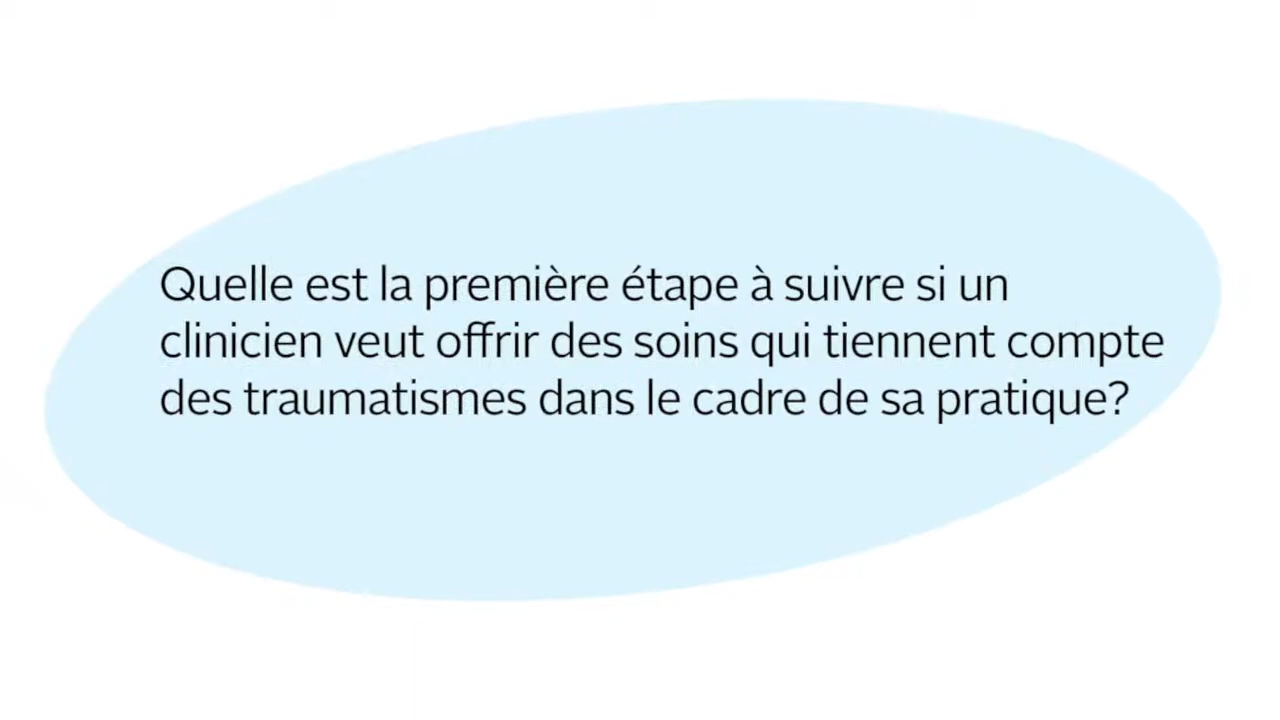 Quelle est la première étape à suivre si un
clinicien veut offrir des soins qui tiennent compte
des traumatismes dans le cadre de sa pratique?